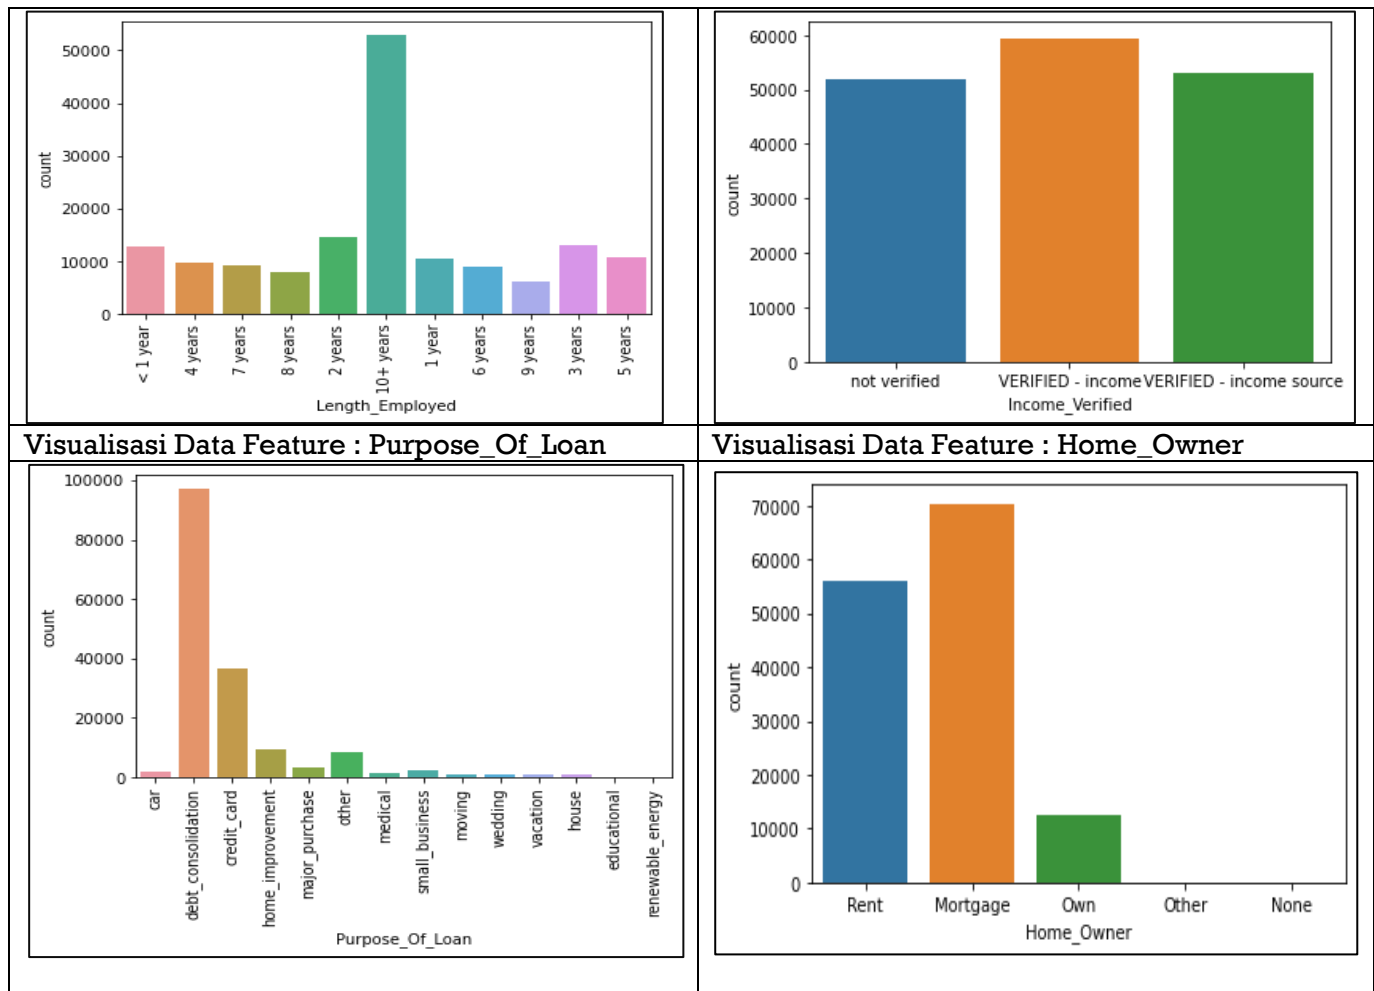 50000
40000
30000
20000
10000
0
count
< 1 year
4 years
7 years
8 years
2 years
10+ years
1 year
6 years
9 years
3 years
5 years
Length_Employed
60000
50000
40000
30000
20000
10000
0
count
not verified
VERIFIED - income
VERIFIED - income source
Income_Verified
Visualisasi Data Feature : Purpose_Of_Loan
Visualisasi Data Feature : Home_Owner
100000
80000
60000
40000
20000
0
count
car
debt_consolidation
credit_card
home_improvement
major_purchase
other
medical
small_business
moving
wedding
vacation
house
educational
renewable_energy
Purpose_Of_Loan
70000
60000
50000
40000
30000
20000
10000
0
count
Rent
Mortgage
Own
Other
None
Home_Owner